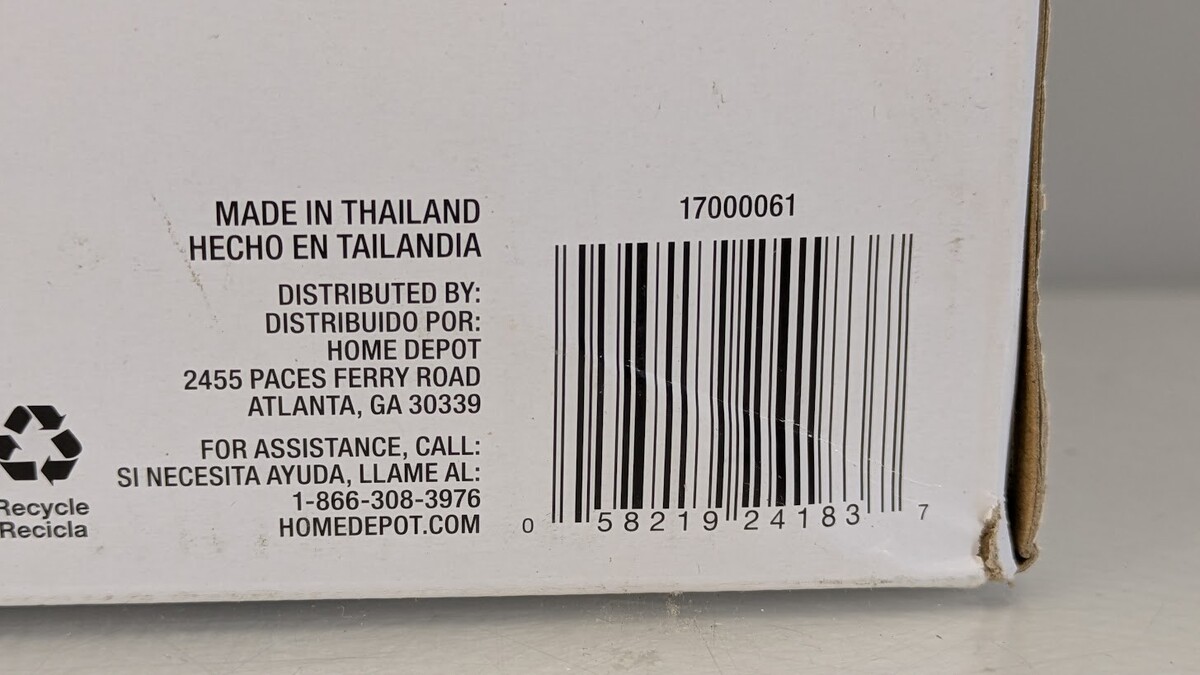 MADE IN THAILAND
HECHO EN TAILANDIA
DISTRIBUTED BY:
DISTRIBUIDO POR:
HOME DEPOT
2455 PACES FERRY ROAD
ATLANTA, GA 30339
FOR ASSISTANCE, CALL:
SI NECESITA AYUDA, LLAME AL:
1-866-308-3976
HOMEDEPOT.COM
Recycle
Recicla
17000061
0 58219 24183 7